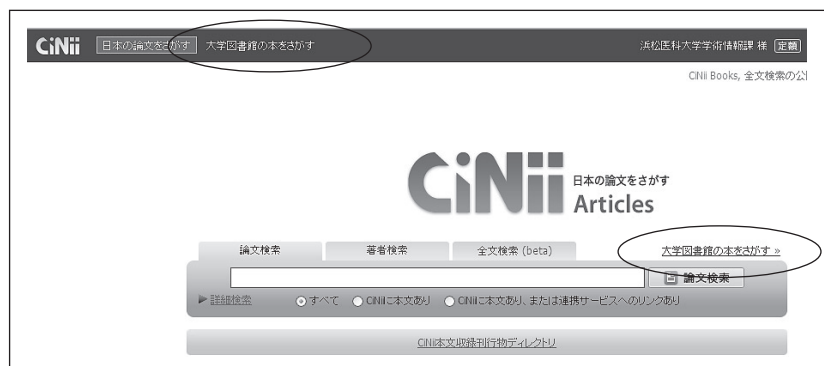 CiNii 日本の論文をさがす 大学図書館の本をさがす 浜松医科大学学術情報課 様 定額
CiNii Books, 全文検索の公
CiNii 日本の論文をさがす
Articles
論文検索 著者検索 全文検索 (beta) 大学図書館の本をさがす »
論文検索
▶ 詳細検索 すべて CiNiiに本文あり CiNiiに本文あり、または連携サービスへのリンクあり
CiNii本文収録刊行物ディレクトリ